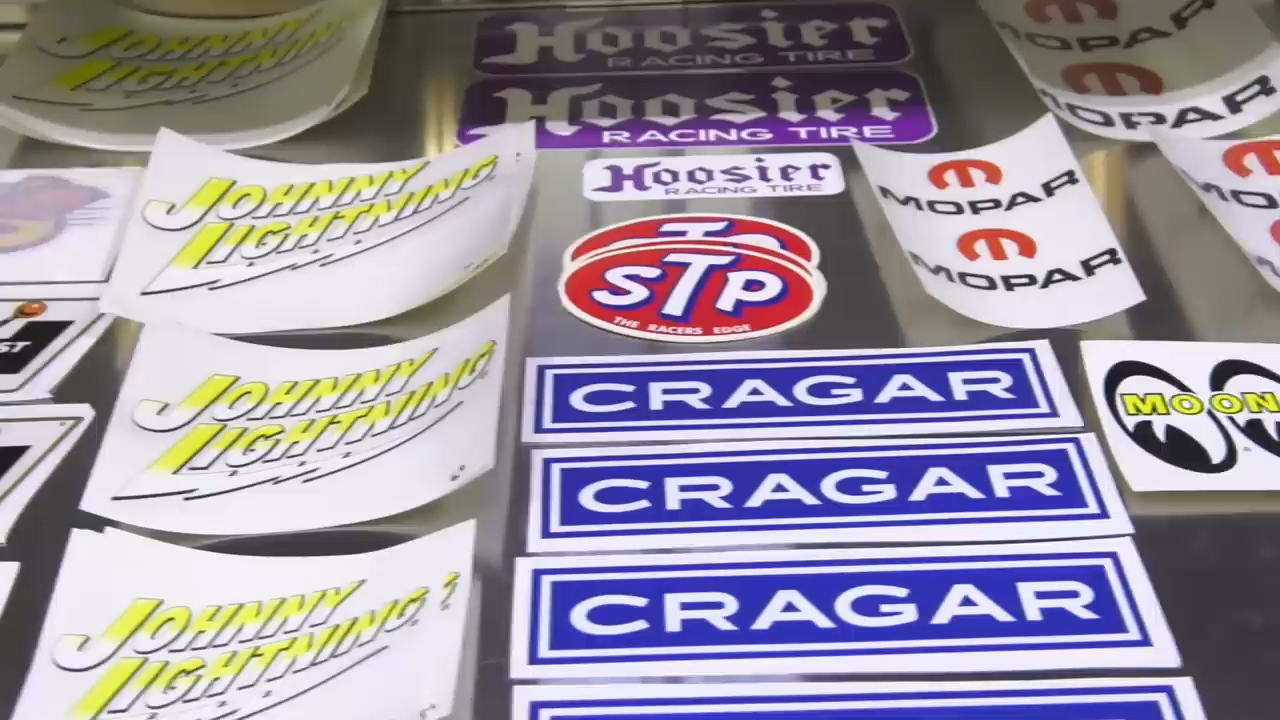 JOHNNY
LIGHTNING
Hoosier
RACING TIRE
Hoosier
RACING TIRE
Hoosier
RACING TIRE
MOPAR
MOPAR
JOHNNY
LIGHTNING
MOPAR
MOPAR
MOPAR
STP
THE RACERS EDGE
JOHNNY
LIGHTNING
CRAGAR
MOON
CRAGAR
JOHNNY
LIGHTNING
CRAGAR